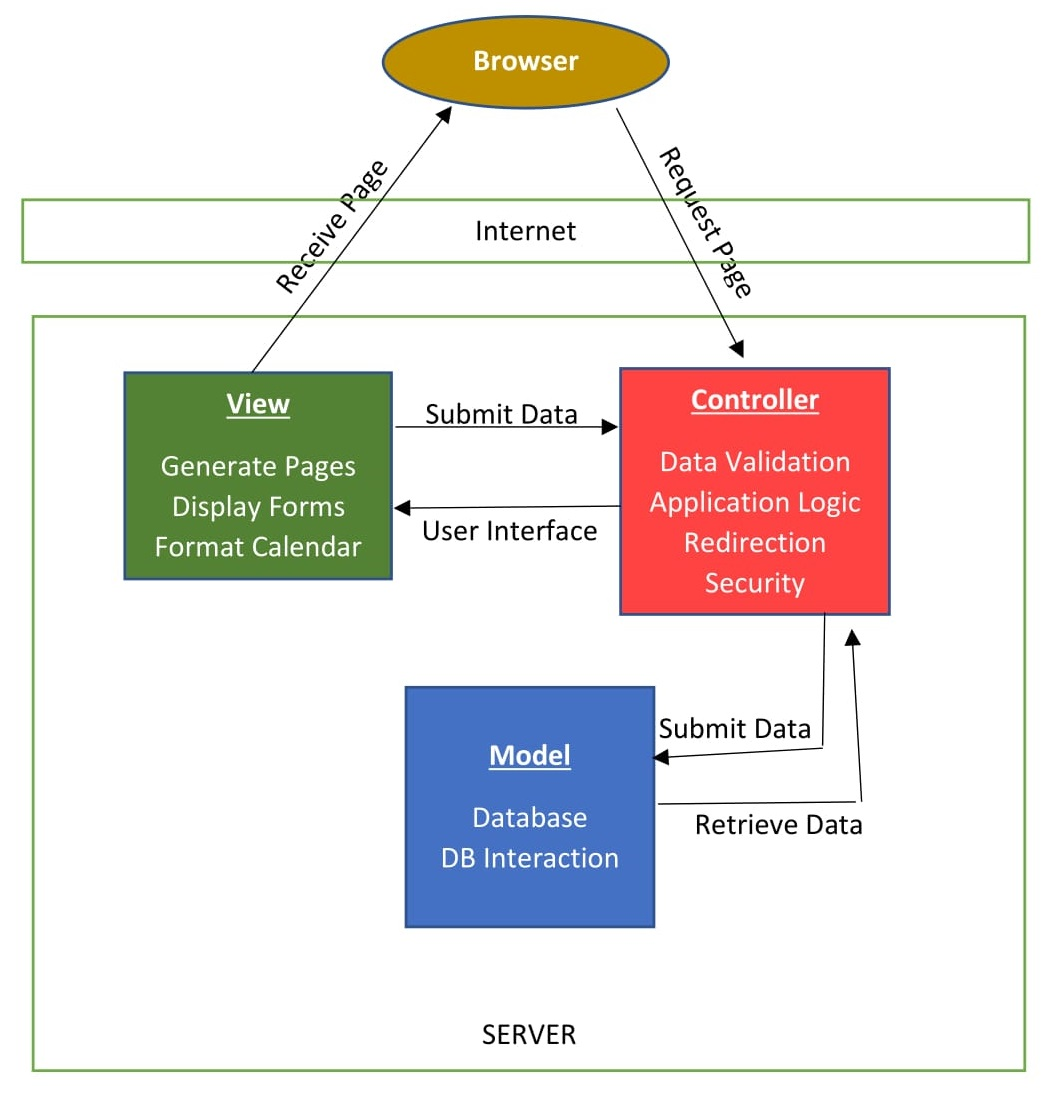 Browser
Receive Page
Request Page
Internet
View
Generate Pages
Display Forms
Format Calendar
Submit Data
User Interface
Controller
Data Validation
Application Logic
Redirection
Security
Model
Database
DB Interaction
Submit Data
Retrieve Data
SERVER